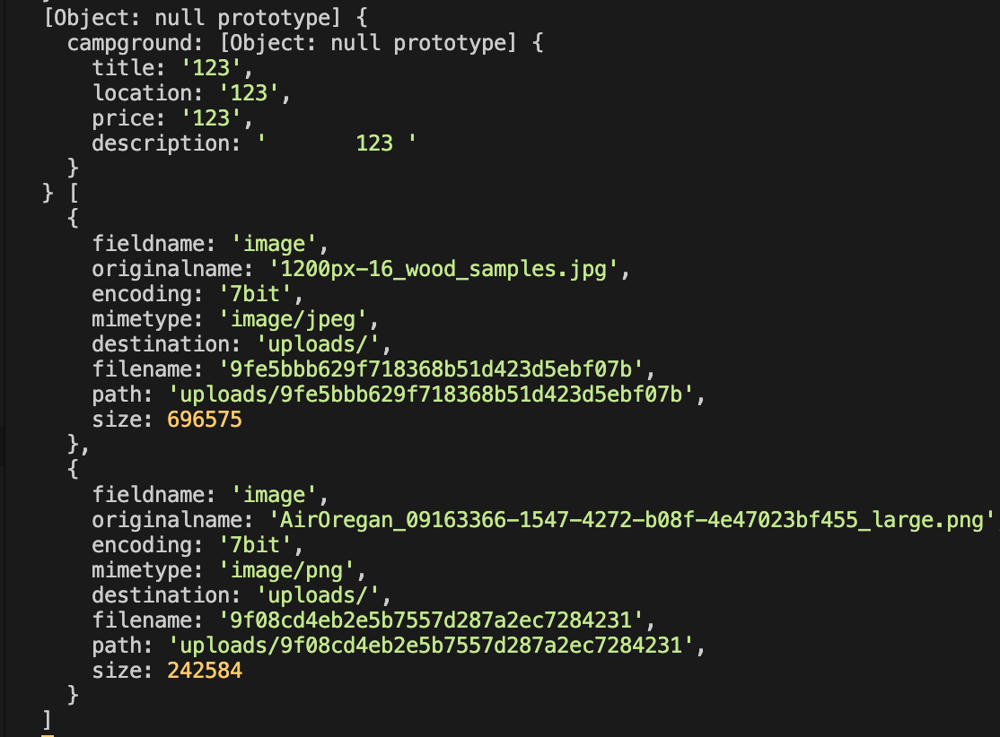 [Object: null prototype] {
  campground: [Object: null prototype] {
    title: '123',
    location: '123',
    price: '123',
    description: '       123 '
  }
} [
  {
    fieldname: 'image',
    originalname: '1200px-16_wood_samples.jpg',
    encoding: '7bit',
    mimetype: 'image/jpeg',
    destination: 'uploads/',
    filename: '9fe5bbb629f718368b51d423d5ebf07b',
    path: 'uploads/9fe5bbb629f718368b51d423d5ebf07b',
    size: 696575
  },
  {
    fieldname: 'image',
    originalname: 'AirOregan_09163366-1547-4272-b08f-4e47023bf455_large.png'
    encoding: '7bit',
    mimetype: 'image/png',
    destination: 'uploads/',
    filename: '9f08cd4eb2e5b7557d287a2ec7284231',
    path: 'uploads/9f08cd4eb2e5b7557d287a2ec7284231',
    size: 242584
  }
]